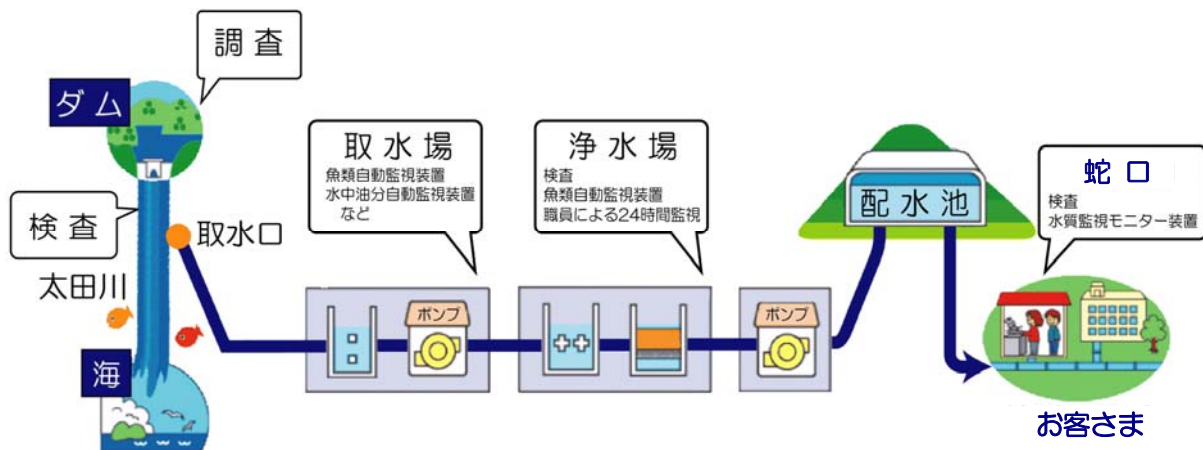 調査
ダム
検査
取水口
太田川
海
取水場
魚類自動監視装置
水中油分自動監視装置
など
ポンプ
浄水場
検査
魚類自動監視装置
職員による24時間監視
ポンプ
配水池
蛇口
検査
水質監視モニター装置
お客さま